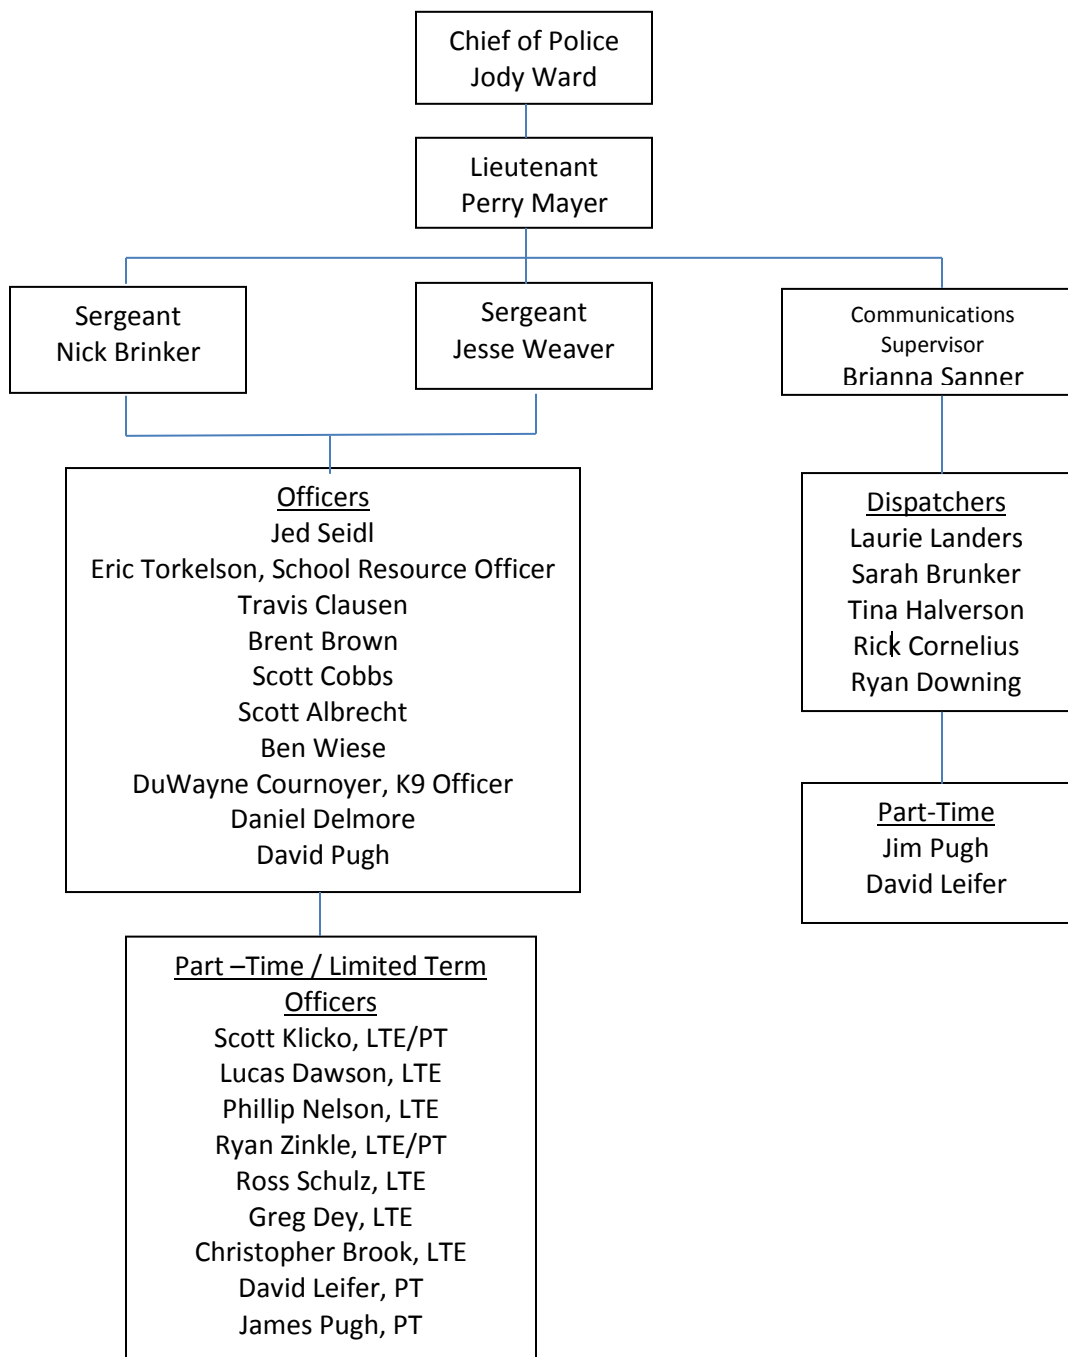 Chief of Police
Jody Ward
Lieutenant
Perry Mayer
Sergeant
Nick Brinker
Sergeant
Jesse Weaver
Communications
Supervisor
Brianna Sanner
Officers
Jed Seidl
Eric Torkelson, School Resource Officer
Travis Clausen
Brent Brown
Scott Cobbs
Scott Albrecht
Ben Wiese
DuWayne Cournoyer, K9 Officer
Daniel Delmore
David Pugh
Dispatchers
Laurie Landers
Sarah Brunker
Tina Halverson
Rick Cornelius
Ryan Downing
Part-Time
Jim Pugh
David Leifer
Part –Time / Limited Term
Officers
Scott Klicko, LTE/PT
Lucas Dawson, LTE
Phillip Nelson, LTE
Ryan Zinkle, LTE/PT
Ross Schulz, LTE
Greg Dey, LTE
Christopher Brook, LTE
David Leifer, PT
James Pugh, PT